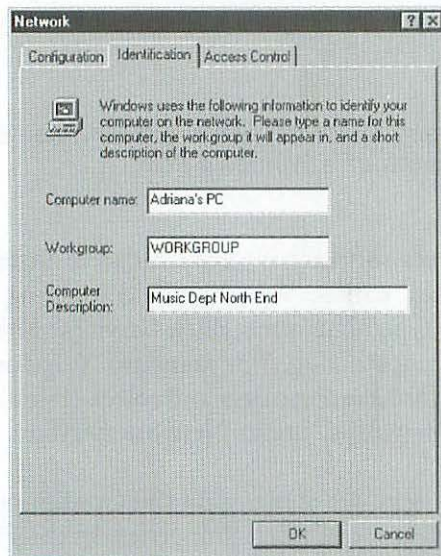 Network
Configuration Identification Access Control
Windows uses the following information to identify your
computer on the network. Please type a name for this
computer, the workgroup it will appear in, and a short
description of the computer.
Computer name: Adriana's PC
Workgroup: WORKGROUP
Computer
Description: Music Dept North End
OK Cancel